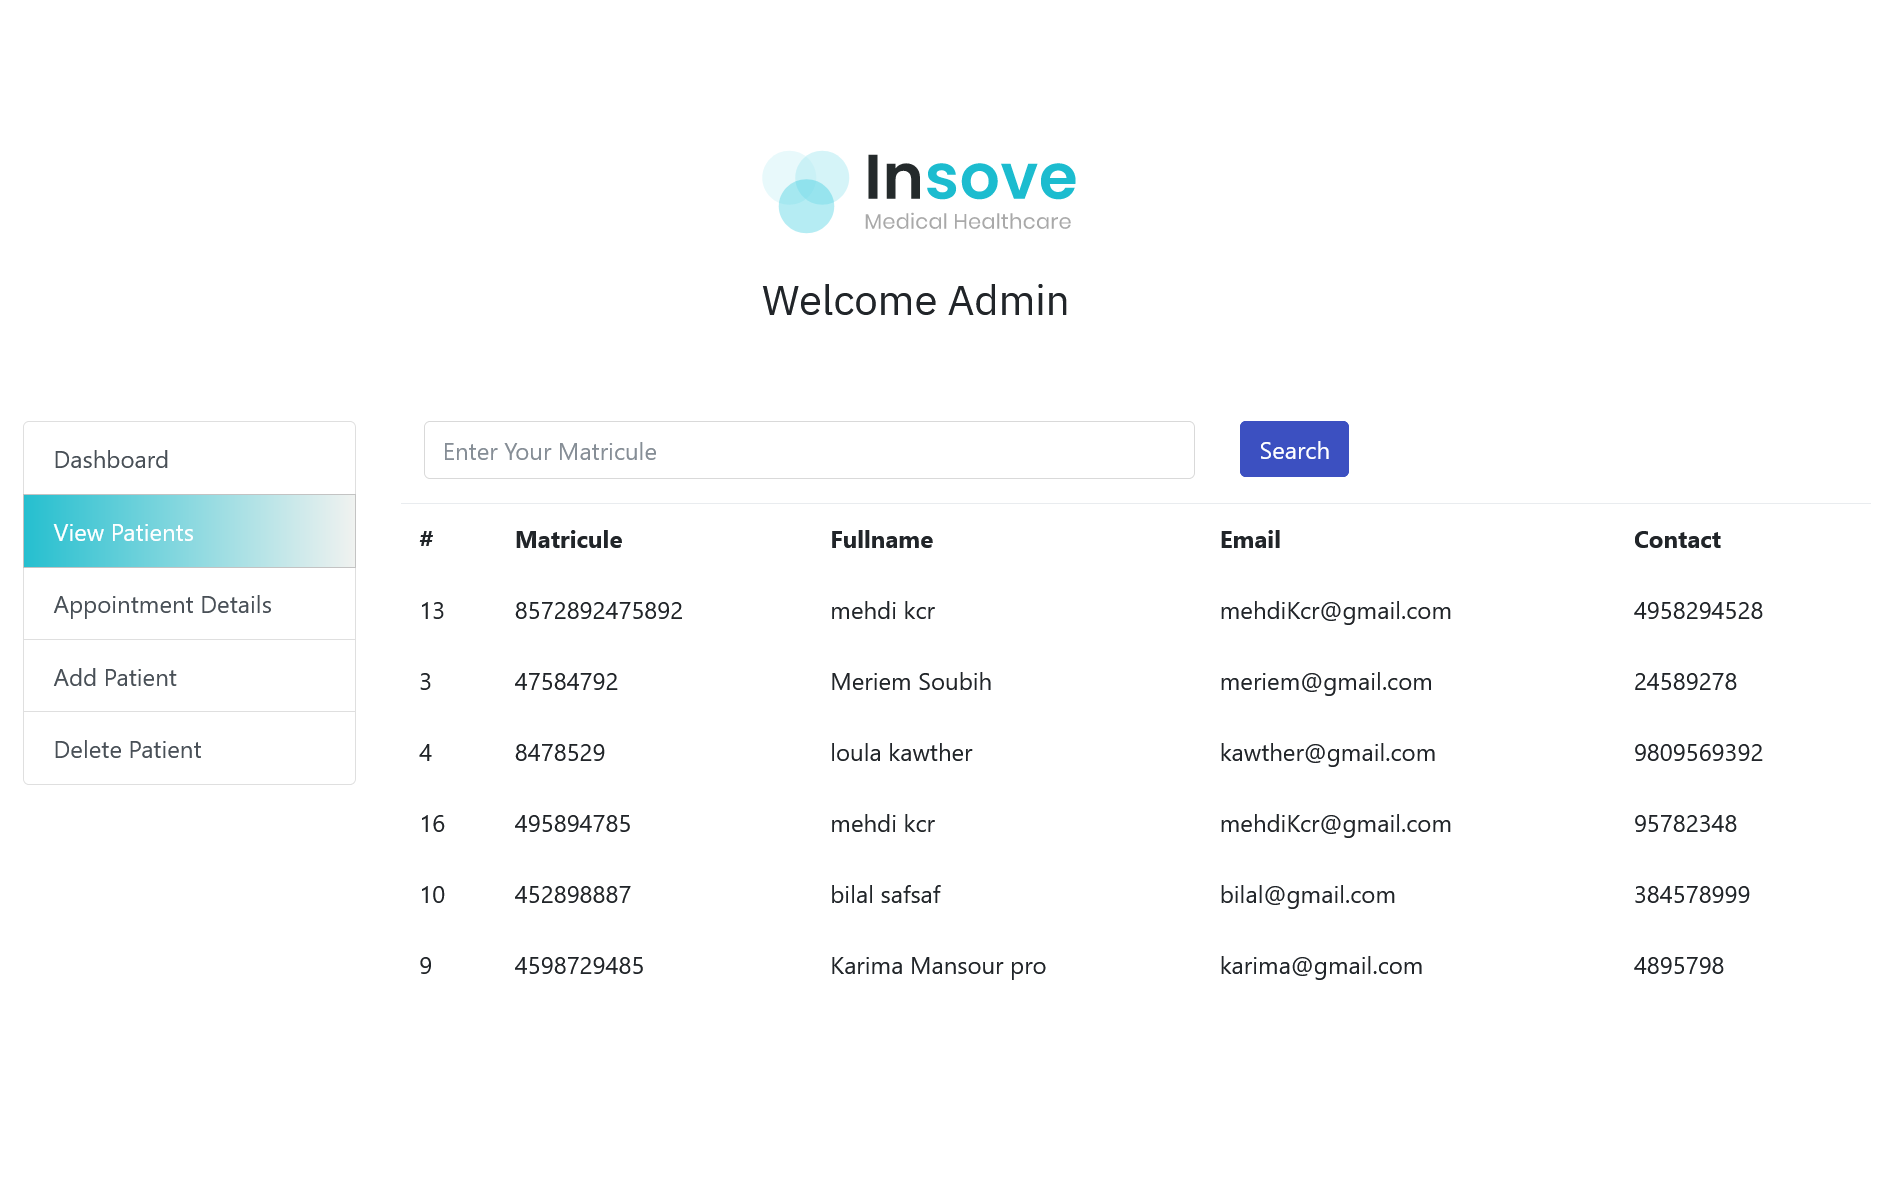 Insove
Medical Healthcare
Welcome Admin
Dashboard
View Patients
Appointment Details
Add Patient
Delete Patient
Enter Your Matricule Search
# Matricule Fullname Email Contact
13 8572892475892 mehdi kcr mehdiKcr@gmail.com 4958294528
3 47584792 Meriem Soubih meriem@gmail.com 24589278
4 8478529 loula kawther kawther@gmail.com 9809569392
16 495894785 mehdi kcr mehdiKcr@gmail.com 95782348
10 452898887 bilal safsaf bilal@gmail.com 384578999
9 4598729485 Karima Mansour pro karima@gmail.com 4895798